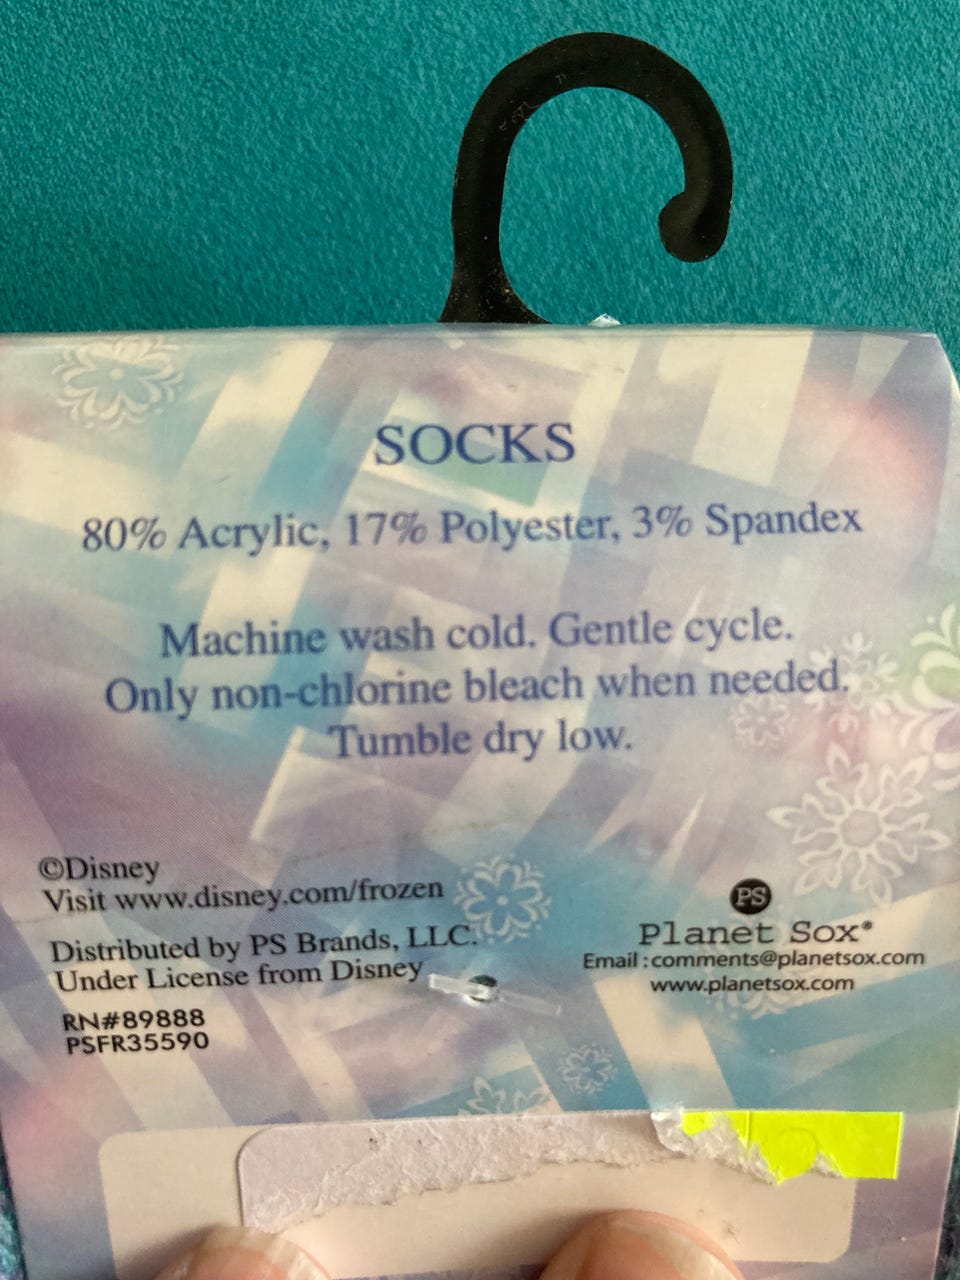 SOCKS
80% Acrylic, 17% Polyester, 3% Spandex
Machine wash cold. Gentle cycle.
Only non-chlorine bleach when needed.
Tumble dry low.
©Disney
Visit www.disney.com/frozen
Distributed by PS Brands, LLC.
Under License from Disney
RN#89888
PSFR35590
PS
Planet Sox®
Email:comments@planetsox.com
www.planetsox.com